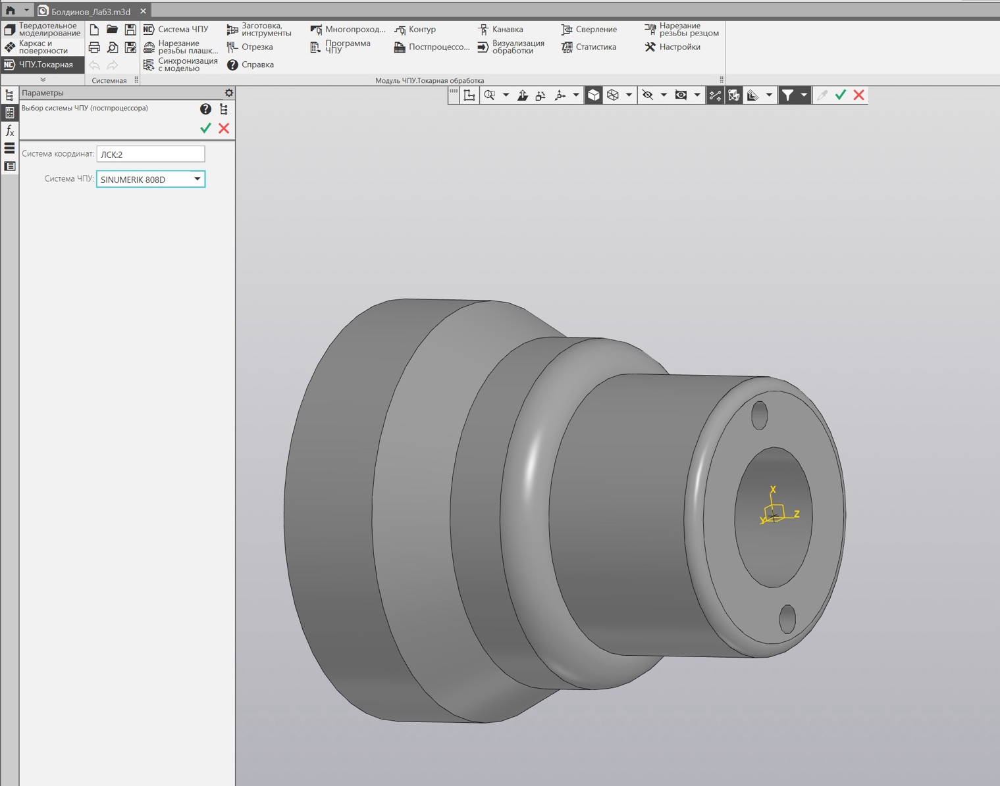 Болдинов_Лаб3.m3d
Твердотельное моделирование
Каркас и поверхности
ЧПУ.Токарная
Системная
Система ЧПУ
Заготовка, инструменты
Многопроход...
Контур
Канавка
Сверление
Нарезание резьбы резцом
Нарезание резьбы плашк...
Отрезка
Программа ЧПУ
Постпроцессо...
Визуализация обработки
Статистика
Настройки
Синхронизация с моделью
Справка
Модуль ЧПУ.Токарная обработка
Параметры
Выбор системы ЧПУ (постпроцессора)
Система координат: ЛСК:2
Система ЧПУ: SINUMERIK 808D
X
Y
Z